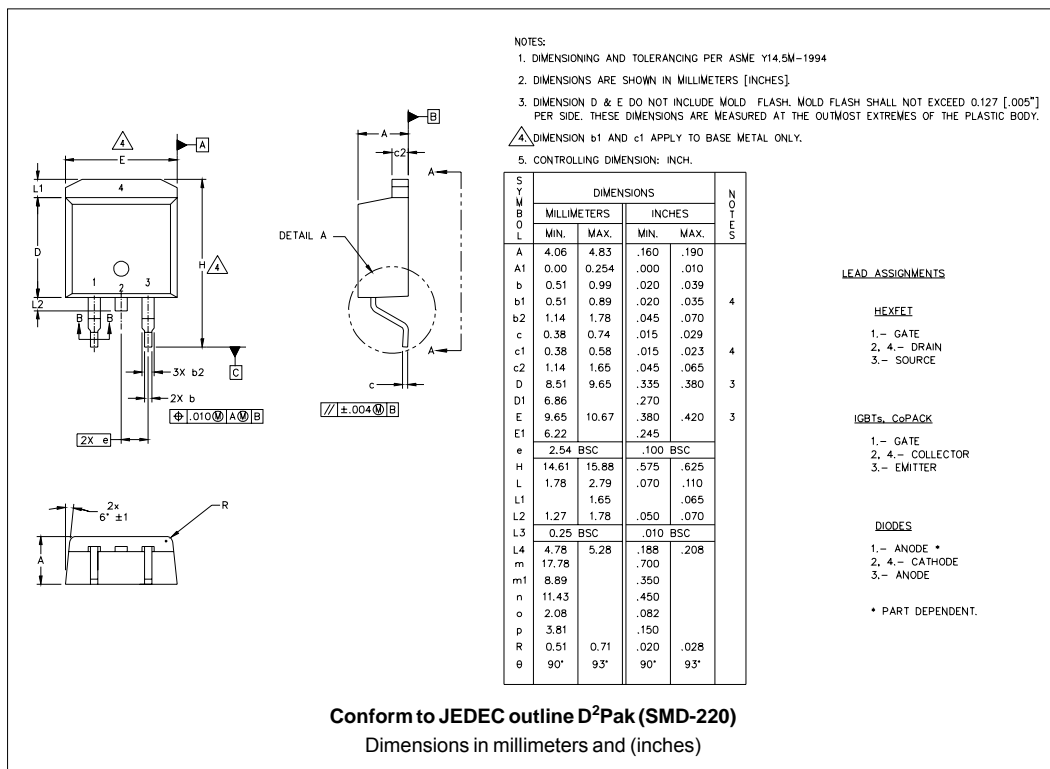 NOTES:
1. DIMENSIONING AND TOLERANCING PER ASME Y14.5M-1994
2. DIMENSIONS ARE SHOWN IN MILLIMETERS [INCHES].
3. DIMENSION D & E DO NOT INCLUDE MOLD FLASH. MOLD FLASH SHALL NOT EXCEED 0.127 [.005"]
PER SIDE. THESE DIMENSIONS ARE MEASURED AT THE OUTMOST EXTREMES OF THE PLASTIC BODY.
4. DIMENSION b1 AND c1 APPLY TO BASE METAL ONLY.
5. CONTROLLING DIMENSION: INCH.
4
A
E
L1
4
D
H 4
1 2 3
L2
B B
C
3X b2
2X b
⌖ .010 Ⓜ A Ⓜ B
2X e
A
B
c2
A
DETAIL A
A
c
// ±.004 Ⓜ B
2x
6° ±1
R
A
SYMBOL DIMENSIONS NOTES
MILLIMETERS INCHES
MIN. MAX. MIN. MAX.
A 4.06 4.83 .160 .190
A1 0.00 0.254 .000 .010
b 0.51 0.99 .020 .039
b1 0.51 0.89 .020 .035 4
b2 1.14 1.78 .045 .070
c 0.38 0.74 .015 .029
c1 0.38 0.58 .015 .023 4
c2 1.14 1.65 .045 .065
D 8.51 9.65 .335 .380 3
D1 6.86 .270
E 9.65 10.67 .380 .420 3
E1 6.22 .245
e 2.54 BSC .100 BSC
H 14.61 15.88 .575 .625
L 1.78 2.79 .070 .110
L1 1.65 .065
L2 1.27 1.78 .050 .070
L3 0.25 BSC .010 BSC
L4 4.78 5.28 .188 .208
m 17.78 .700
m1 8.89 .350
n 11.43 .450
o 2.08 .082
p 3.81 .150
R 0.51 0.71 .020 .028
θ 90° 93° 90° 93°
LEAD ASSIGNMENTS
HEXFET
1.- GATE
2, 4.- DRAIN
3.- SOURCE
IGBTs, CoPACK
1.- GATE
2, 4.- COLLECTOR
3.- EMITTER
DIODES
1.- ANODE *
2, 4.- CATHODE
3.- ANODE
* PART DEPENDENT.
Conform to JEDEC outline D²Pak (SMD-220)
Dimensions in millimeters and (inches)